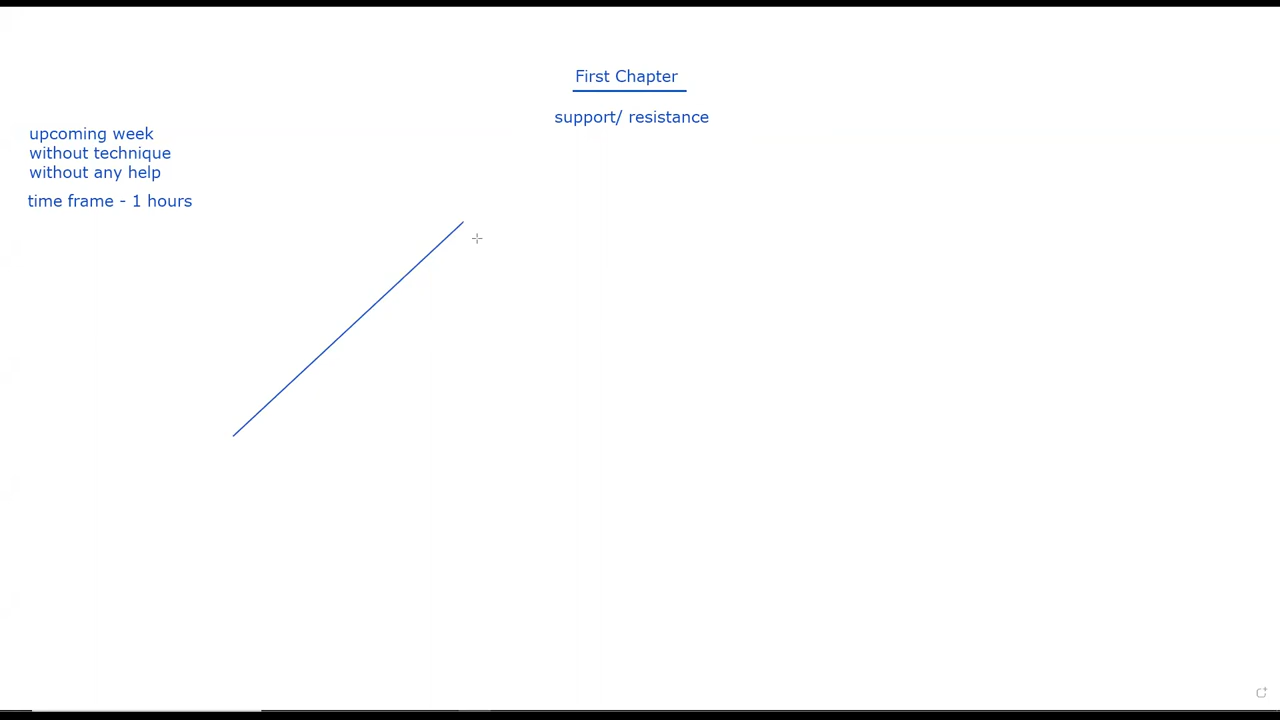 First Chapter
support/ resistance
upcoming week
without technique
without any help
time frame - 1 hours